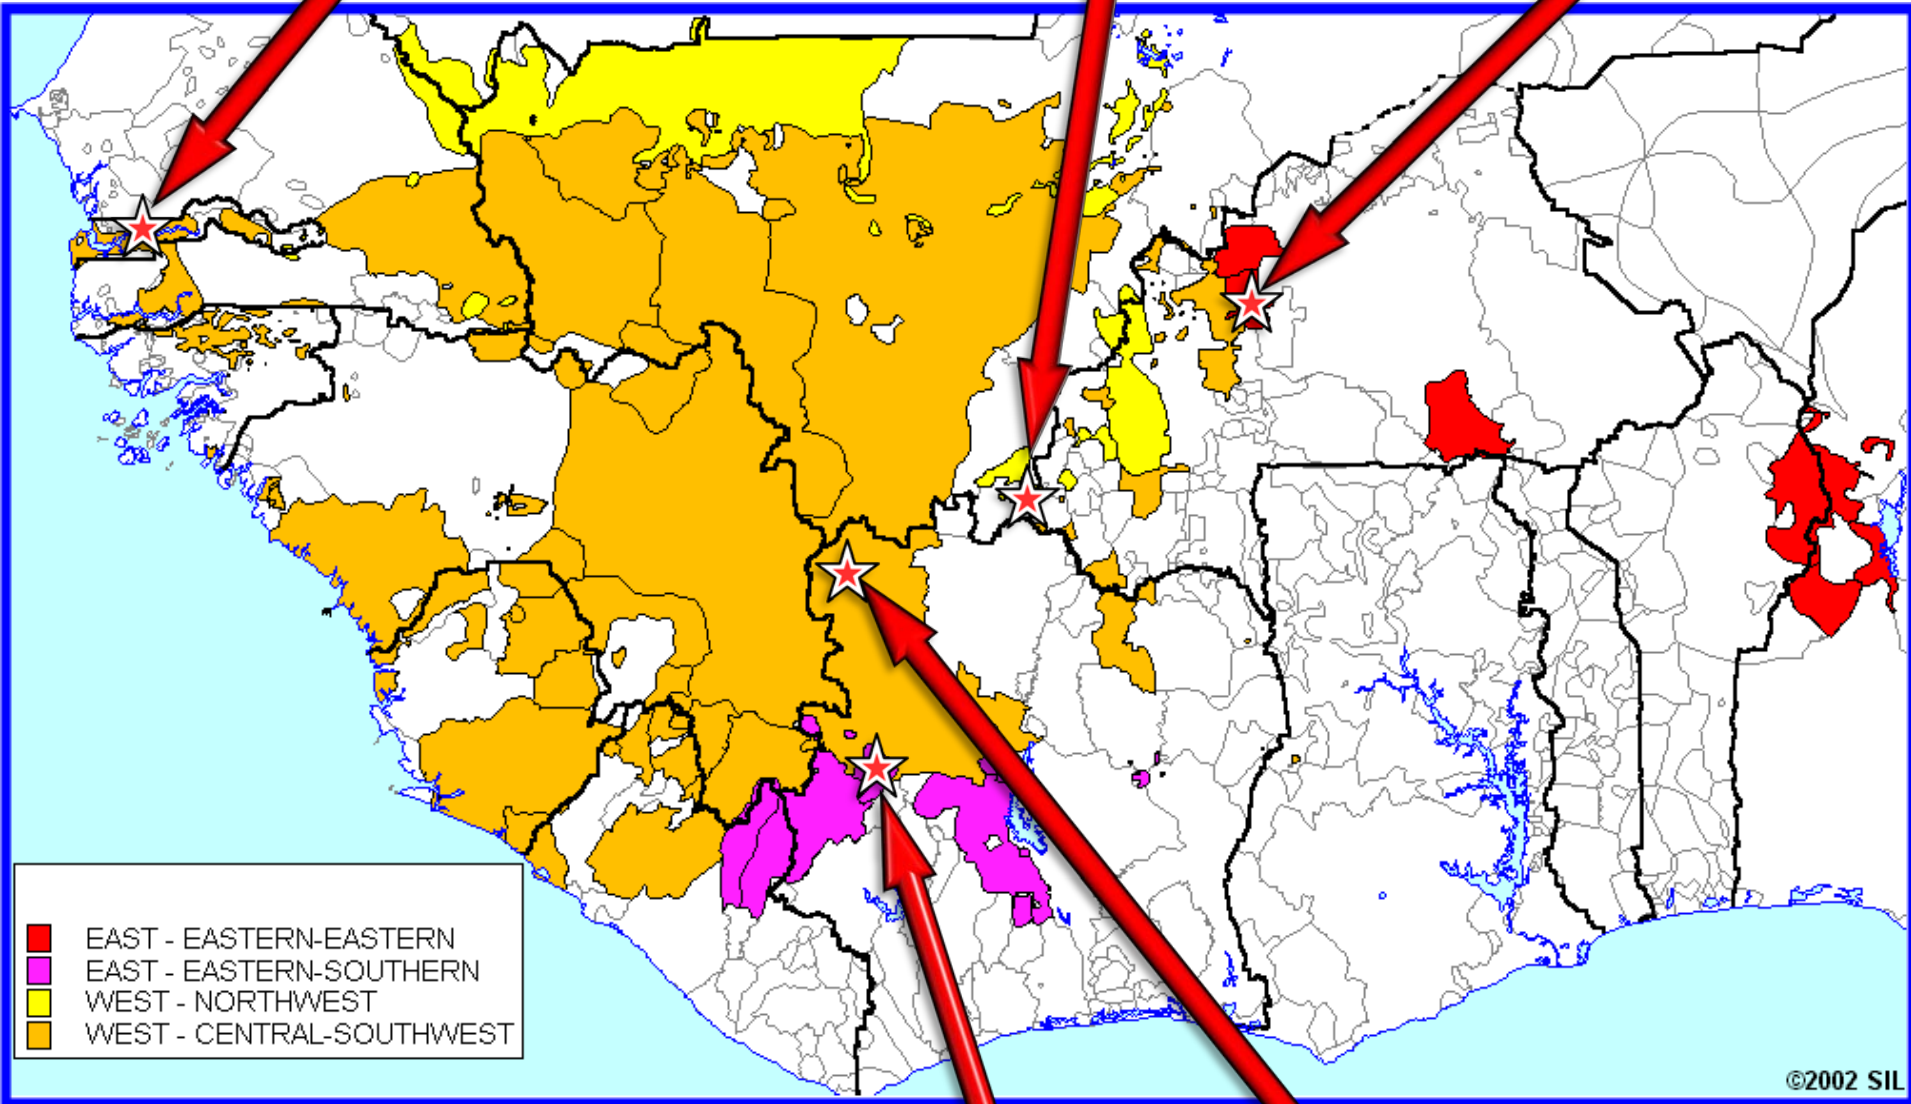 EAST - EASTERN-EASTERN
EAST - EASTERN-SOUTHERN
WEST - NORTHWEST
WEST - CENTRAL-SOUTHWEST
©2002 SIL